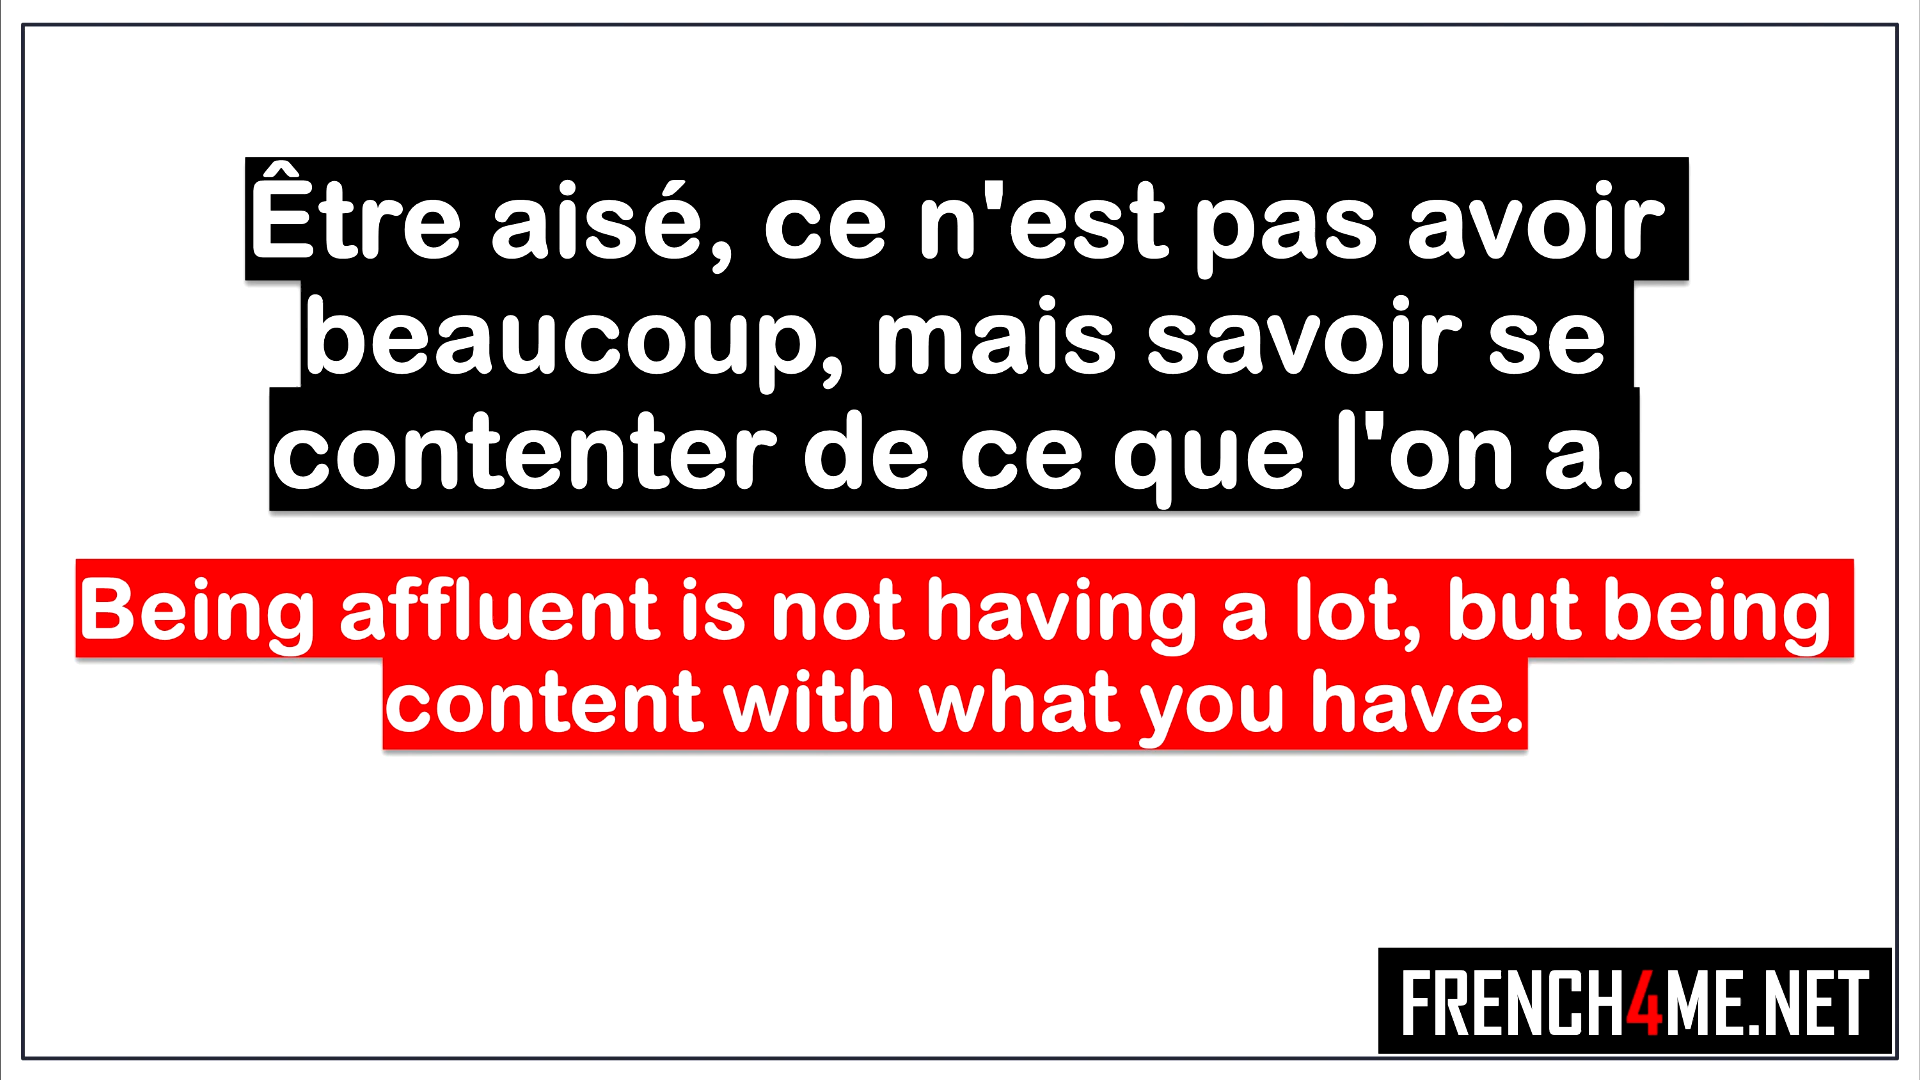 Être aisé, ce n'est pas avoir
beaucoup, mais savoir se
contenter de ce que l'on a.
Being affluent is not having a lot, but being
content with what you have.
FRENCH4ME.NET